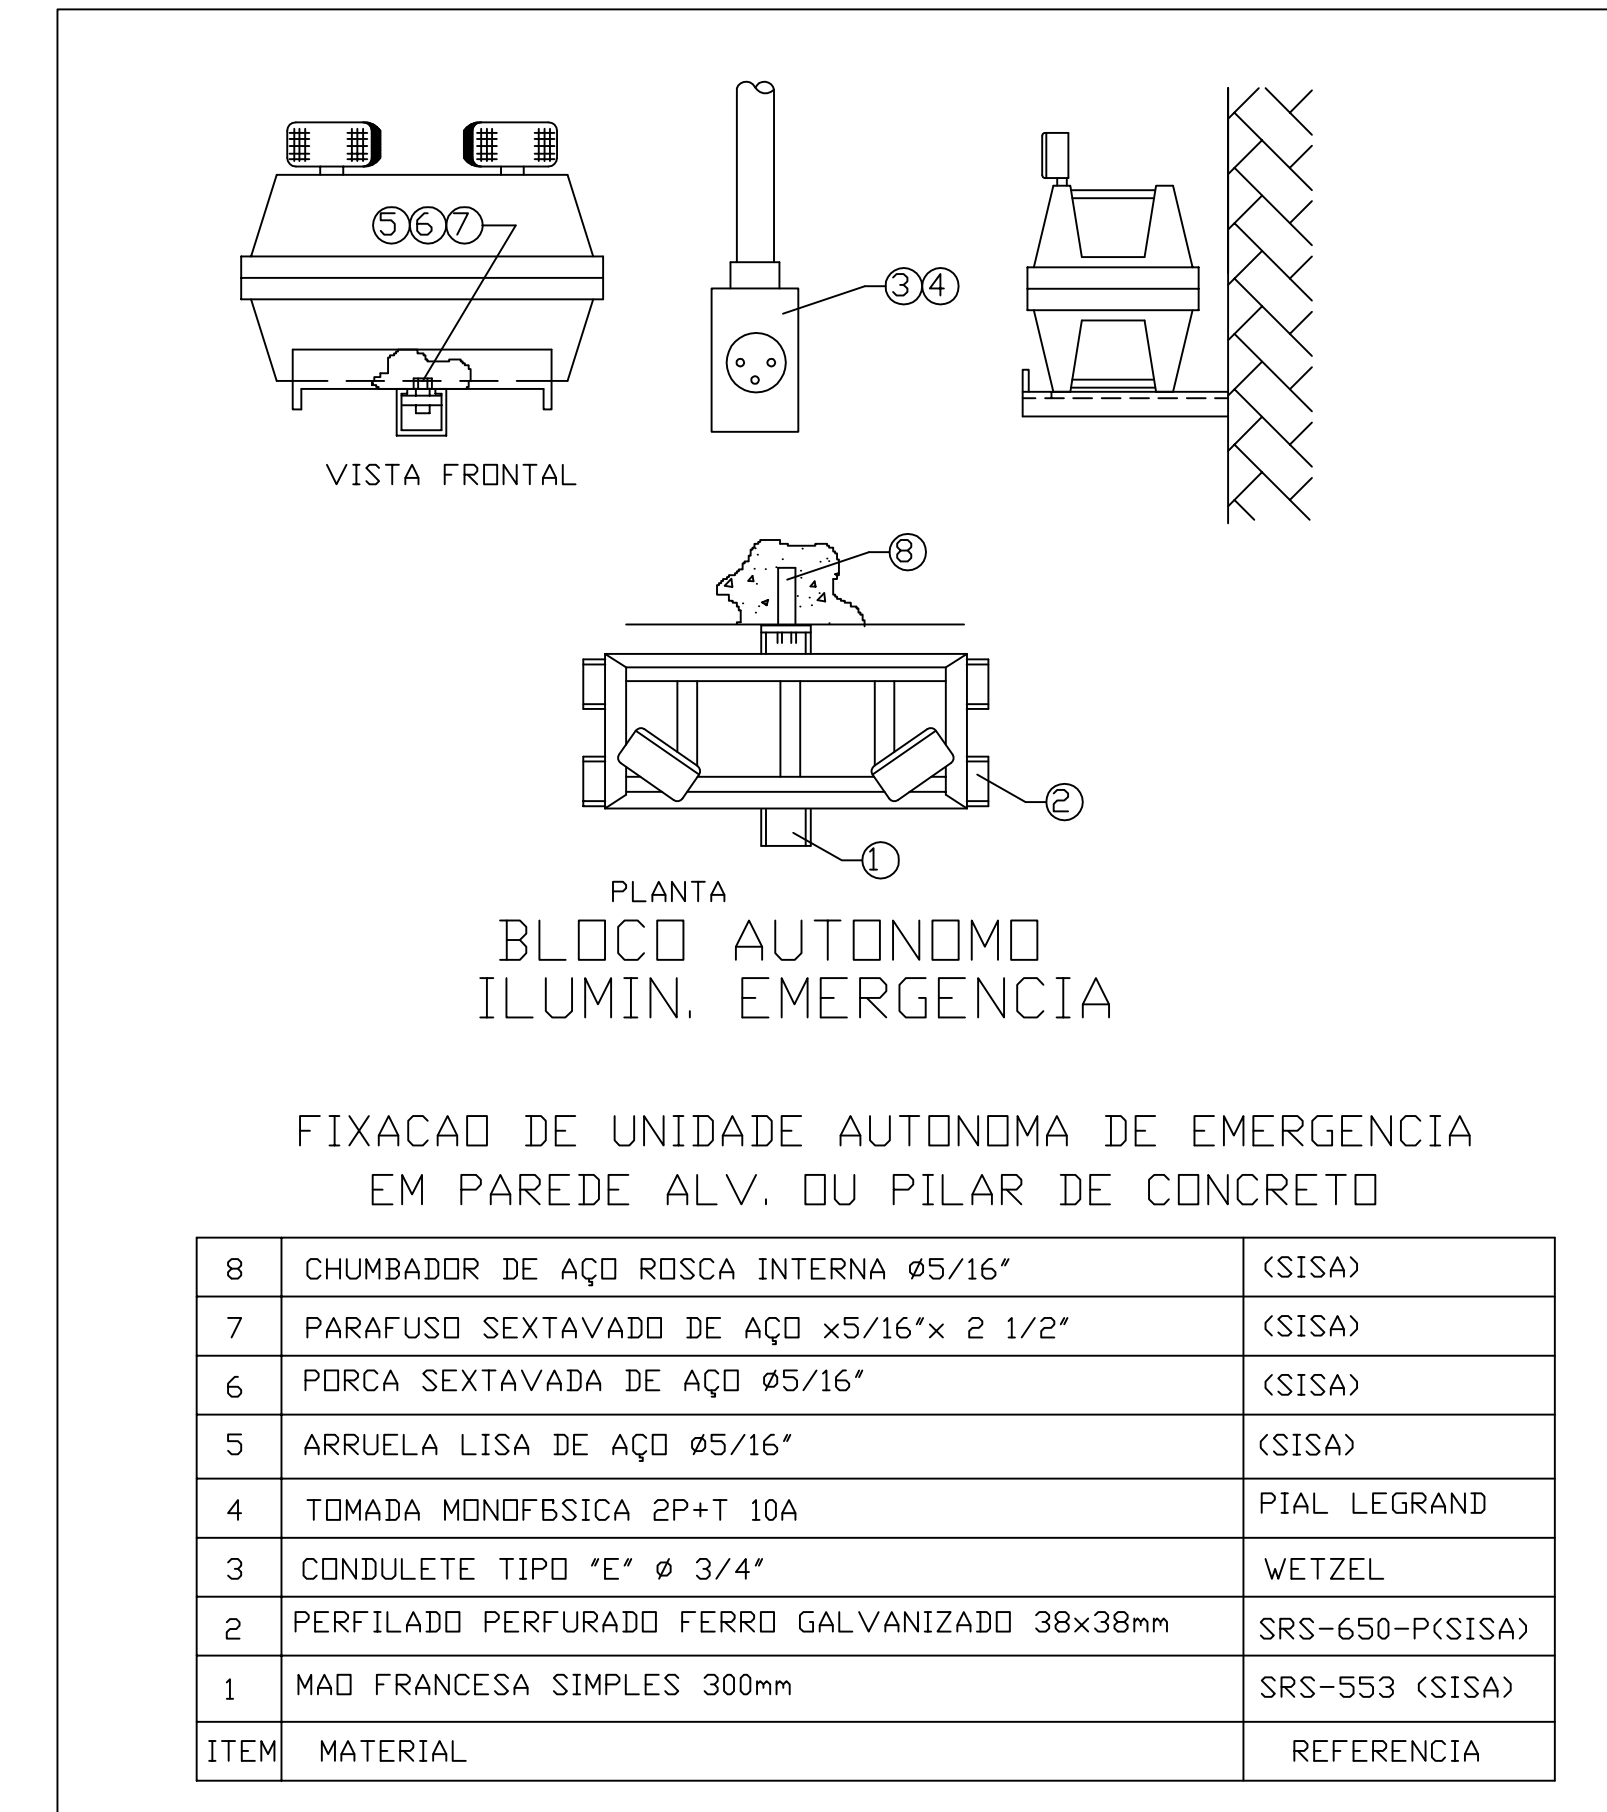 5 6 7
3 4
VISTA FRONTAL
8
2
1
PLANTA
BLOCO AUTONOMO
ILUMIN. EMERGENCIA
FIXACAO DE UNIDADE AUTONOMA DE EMERGENCIA
EM PAREDE ALV. OU PILAR DE CONCRETO
8 CHUMBADOR DE AÇO ROSCA INTERNA Ø5/16" (SISA)
7 PARAFUSO SEXTAVADO DE AÇO x5/16"x 2 1/2" (SISA)
6 PORCA SEXTAVADA DE AÇO Ø5/16" (SISA)
5 ARRUELA LISA DE AÇO Ø5/16" (SISA)
4 TOMADA MONOFБSICA 2P+T 10A PIAL LEGRAND
3 CONDULETE TIPO "E" Ø 3/4" WETZEL
2 PERFILADO PERFURADO FERRO GALVANIZADO 38x38mm SRS-650-P(SISA)
1 MAO FRANCESA SIMPLES 300mm SRS-553 (SISA)
ITEM MATERIAL REFERENCIA